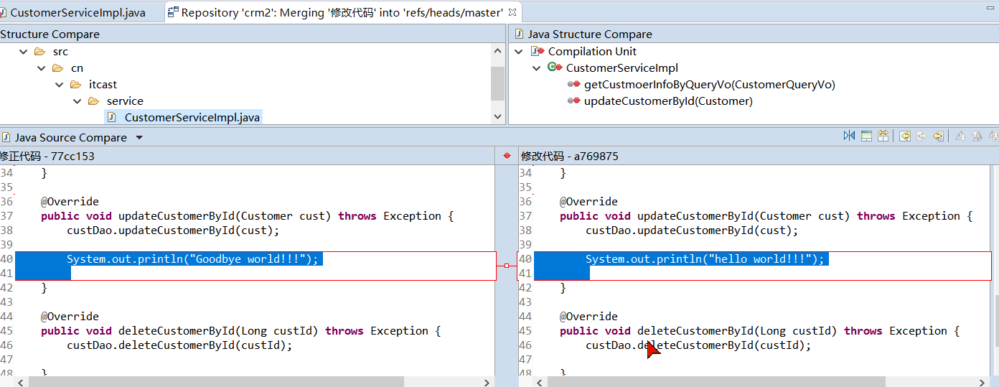 CustomerServiceImpl.java
Repository 'crm2': Merging '修改代码' into 'refs/heads/master'
Structure Compare
src
cn
itcast
service
CustomerServiceImpl.java
Java Structure Compare
Compilation Unit
CustomerServiceImpl
getCustmoerInfoByQueryVo(CustomerQueryVo)
updateCustomerById(Customer)
Java Source Compare
修正代码 - 77cc153
34 }
35
36 @Override
37 public void updateCustomerById(Customer cust) throws Exception {
38 custDao.updateCustomerById(cust);
39
40 System.out.println("Goodbye world!!!");
41
42 }
43
44 @Override
45 public void deleteCustomerById(Long custId) throws Exception {
46 custDao.deleteCustomerById(custId);
47
48 }
修改代码 - a769875
34 }
35
36 @Override
37 public void updateCustomerById(Customer cust) throws Exception {
38 custDao.updateCustomerById(cust);
39
40 System.out.println("hello world!!!");
41
42 }
43
44 @Override
45 public void deleteCustomerById(Long custId) throws Exception {
46 custDao.deleteCustomerById(custId);
47
48 }